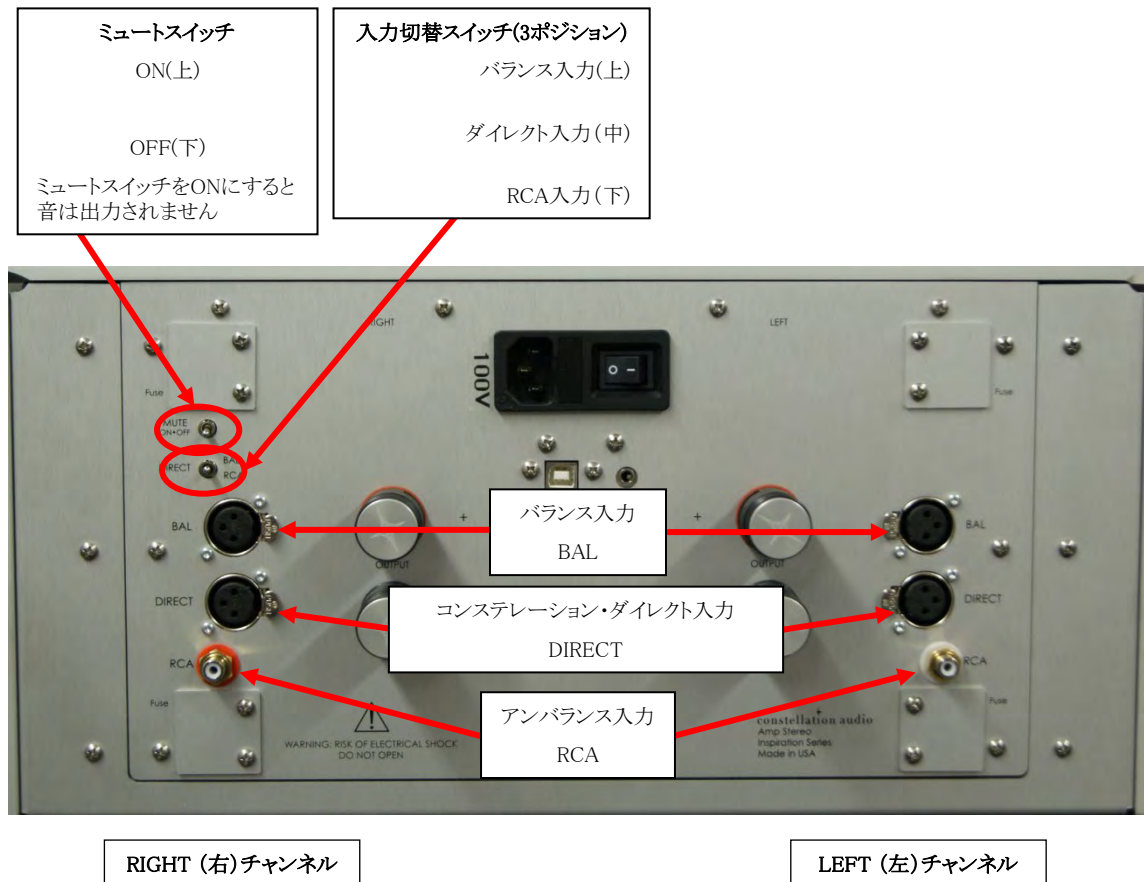 ミュートスイッチ
ON(上)
OFF(下)
ミュートスイッチをONにすると
音は出力されません
入力切替スイッチ(3ポジション)
バランス入力(上)
ダイレクト入力(中)
RCA入力(下)
RIGHT
LEFT
100V
Fuse
Fuse
MUTE
ON•OFF
DIRECT
BAL
RCA
BAL
+
バランス入力
BAL
+
BAL
OUTPUT
OUTPUT
DIRECT
コンステレーション・ダイレクト入力
DIRECT
DIRECT
RCA
アンバランス入力
RCA
RCA
Fuse
Fuse
WARNING: RISK OF ELECTRICAL SHOCK
DO NOT OPEN
constellation audio
Amp Stereo
Inspiration Series
Made in USA
RIGHT (右)チャンネル
LEFT (左)チャンネル